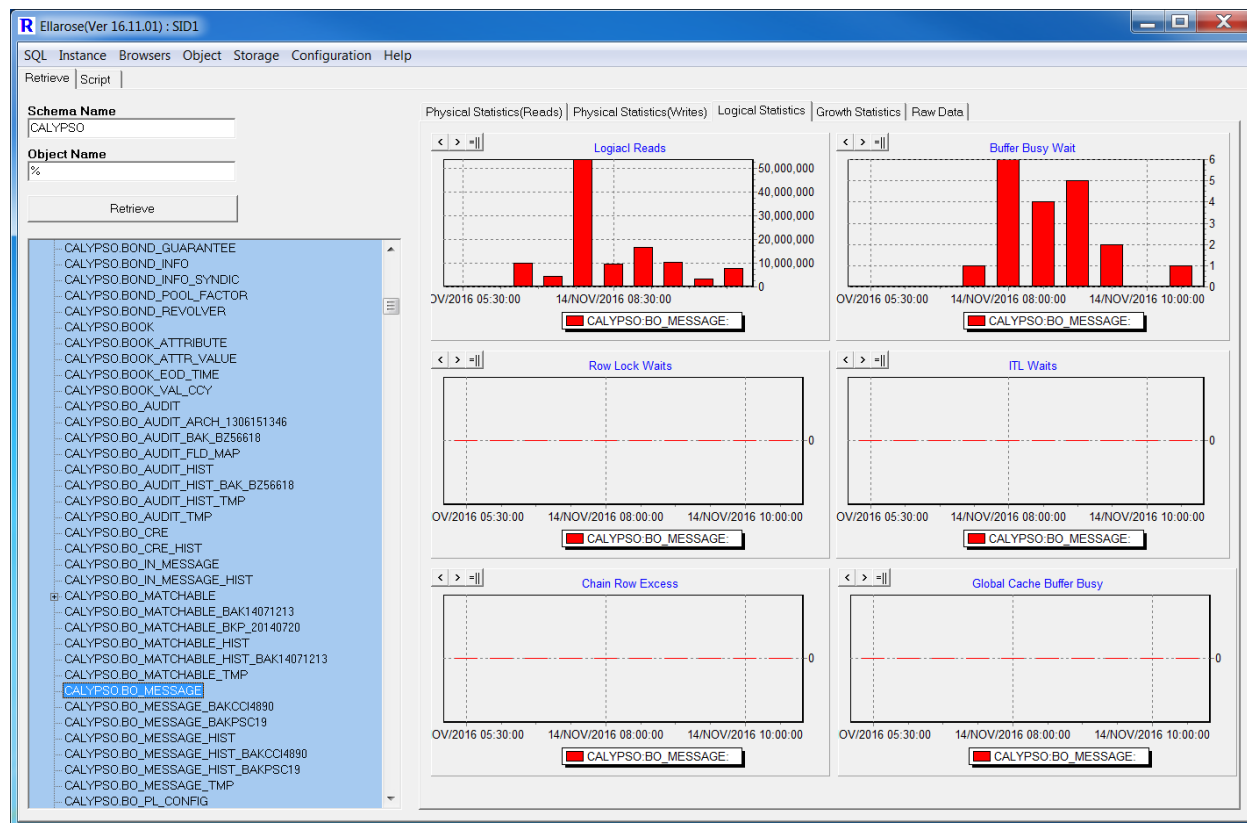 R Ellarose(Ver 16.11.01) : SID1
SQL Instance Browsers Object Storage Configuration Help
Retrieve Script
Schema Name
CALYPSO
Object Name
%
Retrieve
CALYPSO.BOND_GUARANTEE
CALYPSO.BOND_INFO
CALYPSO.BOND_INFO_SYNDIC
CALYPSO.BOND_POOL_FACTOR
CALYPSO.BOND_REVOLVER
CALYPSO.BOOK
CALYPSO.BOOK_ATTRIBUTE
CALYPSO.BOOK_ATTR_VALUE
CALYPSO.BOOK_EOD_TIME
CALYPSO.BOOK_VAL_CCY
CALYPSO.BO_AUDIT
CALYPSO.BO_AUDIT_ARCH_1306151346
CALYPSO.BO_AUDIT_BAK_BZ56618
CALYPSO.BO_AUDIT_FLD_MAP
CALYPSO.BO_AUDIT_HIST
CALYPSO.BO_AUDIT_HIST_BAK_BZ56618
CALYPSO.BO_AUDIT_HIST_TMP
CALYPSO.BO_AUDIT_TMP
CALYPSO.BO_CRE
CALYPSO.BO_CRE_HIST
CALYPSO.BO_IN_MESSAGE
CALYPSO.BO_IN_MESSAGE_HIST
CALYPSO.BO_MATCHABLE
CALYPSO.BO_MATCHABLE_BAK14071213
CALYPSO.BO_MATCHABLE_BKP_20140720
CALYPSO.BO_MATCHABLE_HIST
CALYPSO.BO_MATCHABLE_HIST_BAK14071213
CALYPSO.BO_MATCHABLE_TMP
CALYPSO.BO_MESSAGE
CALYPSO.BO_MESSAGE_BAKCCI4890
CALYPSO.BO_MESSAGE_BAKPSC19
CALYPSO.BO_MESSAGE_HIST
CALYPSO.BO_MESSAGE_HIST_BAKCCI4890
CALYPSO.BO_MESSAGE_HIST_BAKPSC19
CALYPSO.BO_MESSAGE_TMP
CALYPSO.BO_PL_CONFIG
Physical Statistics(Reads) Physical Statistics(Writes) Logical Statistics Growth Statistics Raw Data
< > =||
Logiacl Reads
50,000,000
40,000,000
30,000,000
20,000,000
10,000,000
0
OV/2016 05:30:00 14/NOV/2016 08:30:00
CALYPSO:BO_MESSAGE:
< > =||
Buffer Busy Wait
6
5
4
3
2
1
0
OV/2016 05:30:00 14/NOV/2016 08:00:00 14/NOV/2016 10:00:00
CALYPSO:BO_MESSAGE:
< > =||
Row Lock Waits
0
OV/2016 05:30:00 14/NOV/2016 08:00:00 14/NOV/2016 10:00:00
CALYPSO:BO_MESSAGE:
< > =||
ITL Waits
0
OV/2016 05:30:00 14/NOV/2016 08:00:00 14/NOV/2016 10:00:00
CALYPSO:BO_MESSAGE:
< > =||
Chain Row Excess
0
OV/2016 05:30:00 14/NOV/2016 08:00:00 14/NOV/2016 10:00:00
CALYPSO:BO_MESSAGE:
< > =||
Global Cache Buffer Busy
0
OV/2016 05:30:00 14/NOV/2016 08:00:00 14/NOV/2016 10:00:00
CALYPSO:BO_MESSAGE: